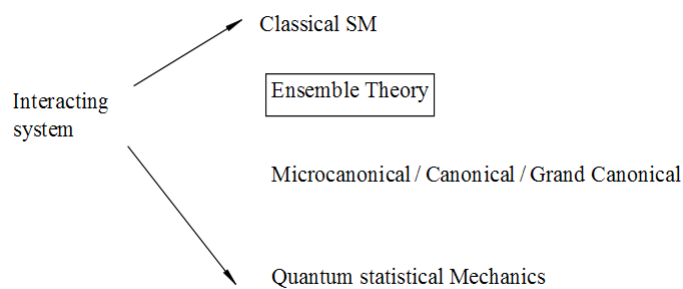 Classical SM
Ensemble Theory
Interacting
system
Microcanonical / Canonical / Grand Canonical
Quantum statistical Mechanics